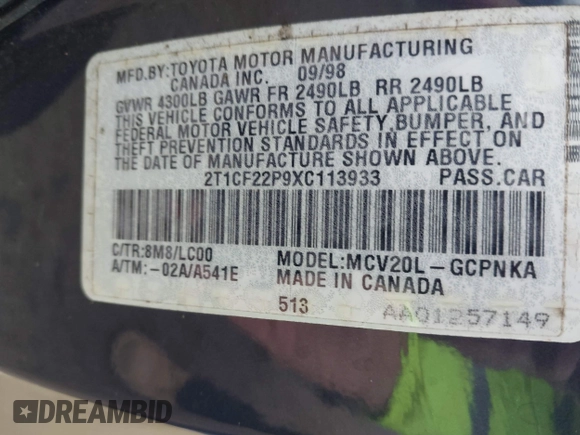 MFD.BY:TOYOTA MOTOR MANUFACTURING
CANADA INC. 09/98
GVWR 4300LB GAWR FR 2490LB RR 2490LB
THIS VEHICLE CONFORMS TO ALL APPLICABLE
FEDERAL MOTOR VEHICLE SAFETY, BUMPER, AND
THEFT PREVENTION STANDARDS IN EFFECT ON
THE DATE OF MANUFACTURE SHOWN ABOVE.
2T1CF22P9XC113933 PASS.CAR
C/TR:8M8/LC00 MODEL:MCV20L-GCPNKA
A/TM:-02A/A541E MADE IN CANADA
513 AA01257149
DREAMBID